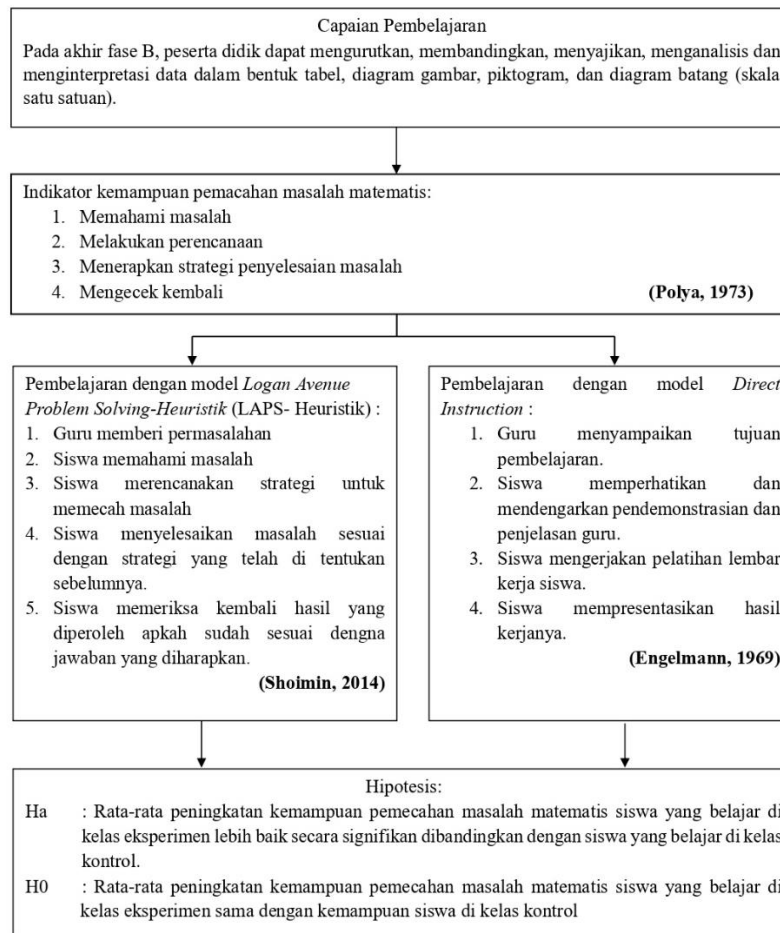 Capaian Pembelajaran
Pada akhir fase B, peserta didik dapat mengurutkan, membandingkan, menyajikan, menganalisis dan
menginterpretasi data dalam bentuk tabel, diagram gambar, piktogram, dan diagram batang (skala
satu satuan).
Indikator kemampuan pemacahan masalah matematis:
1. Memahami masalah
2. Melakukan perencanaan
3. Menerapkan strategi penyelesaian masalah
4. Mengecek kembali
(Polya, 1973)
Pembelajaran dengan model Logan Avenue
Problem Solving-Heuristik (LAPS- Heuristik) :
1. Guru memberi permasalahan
2. Siswa memahami masalah
3. Siswa merencanakan strategi untuk
memecah masalah
4. Siswa menyelesaikan masalah sesuai
dengan strategi yang telah di tentukan
sebelumnya.
5. Siswa memeriksa kembali hasil yang
diperoleh apkah sudah sesuai dengna
jawaban yang diharapkan.
(Shoimin, 2014)
Pembelajaran dengan model Direct
Instruction :
1. Guru menyampaikan tujuan
pembelajaran.
2. Siswa memperhatikan dan
mendengarkan pendemonstrasian dan
penjelasan guru.
3. Siswa mengerjakan pelatihan lembar
kerja siswa.
4. Siswa mempresentasikan hasil
kerjanya.
(Engelmann, 1969)
Hipotesis:
Ha : Rata-rata peningkatan kemampuan pemecahan masalah matematis siswa yang belajar di
kelas eksperimen lebih baik secara signifikan dibandingkan dengan siswa yang belajar di kelas
kontrol.
H0 : Rata-rata peningkatan kemampuan pemecahan masalah matematis siswa yang belajar di
kelas eksperimen sama dengan kemampuan siswa di kelas kontrol